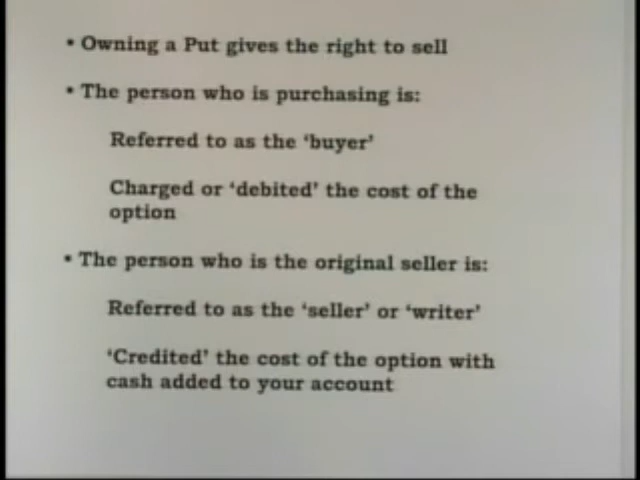 • Owning a Put gives the right to sell
• The person who is purchasing is:
Referred to as the ‘buyer’
Charged or ‘debited’ the cost of the
option
• The person who is the original seller is:
Referred to as the ‘seller’ or ‘writer’
‘Credited’ the cost of the option with
cash added to your account